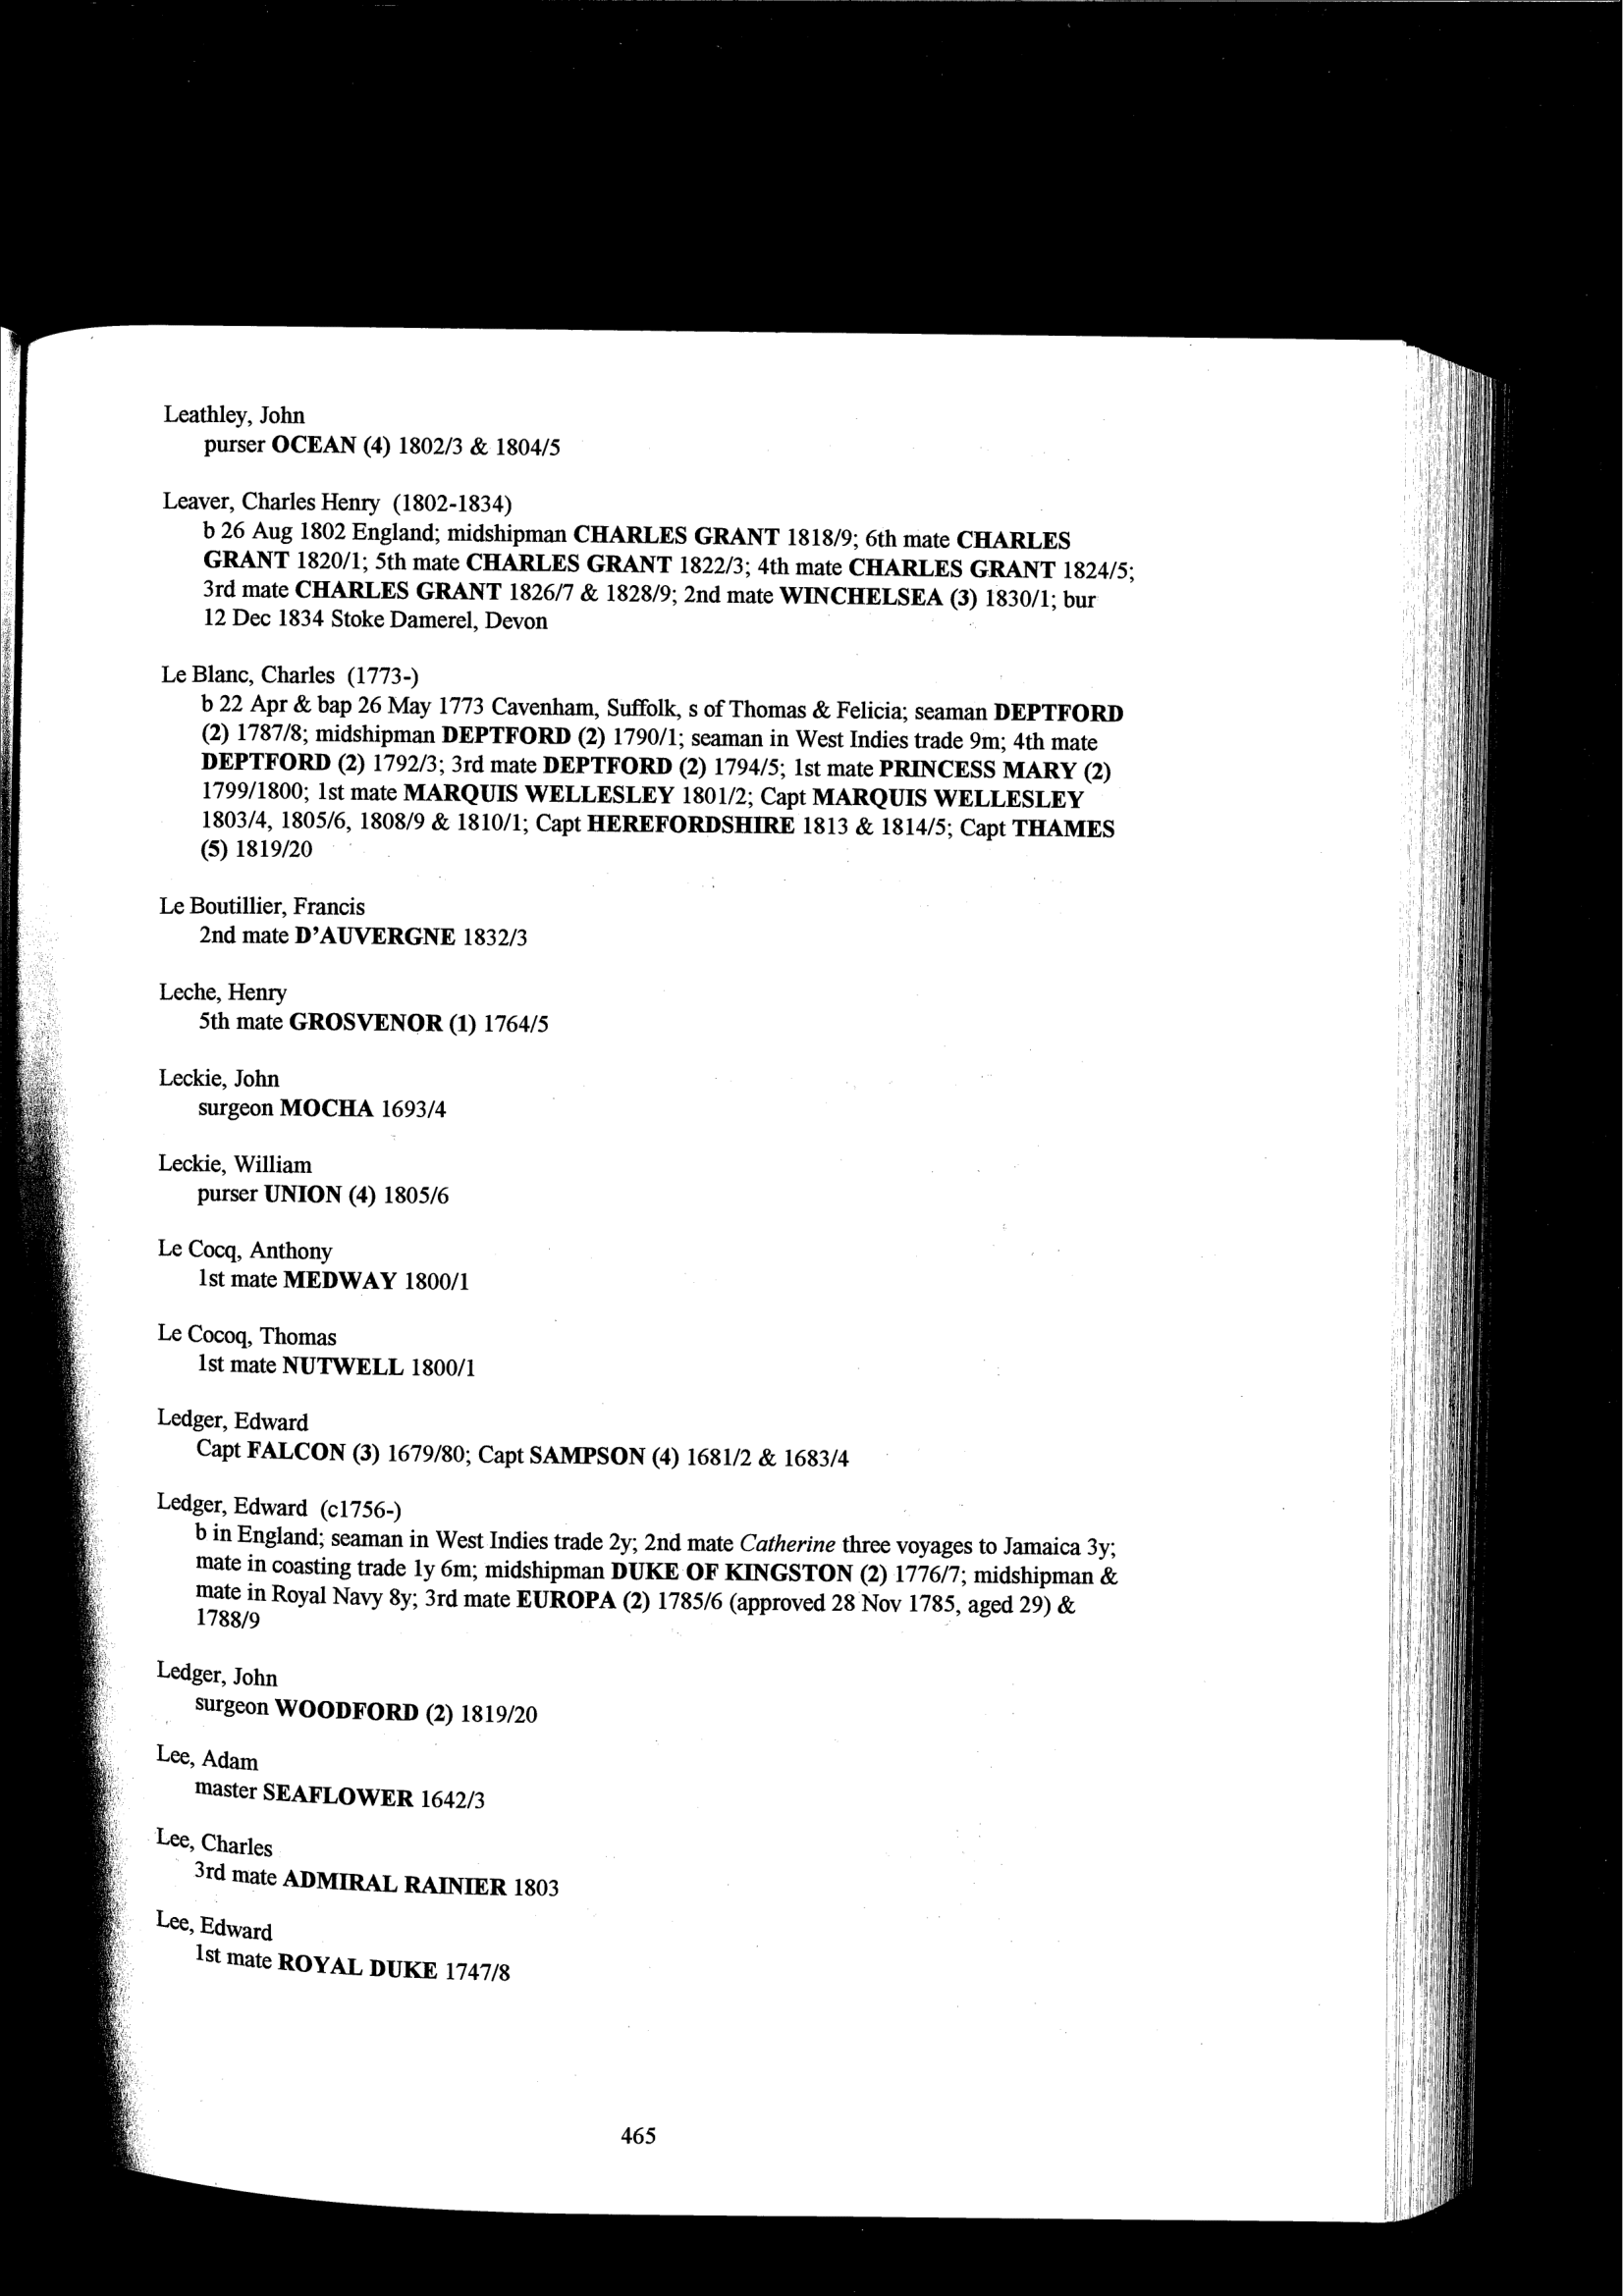 Leathley, John
purser OCEAN (4) 1802/3 & 1804/5
Leaver, Charles Henry (1802-1834)
b 26 Aug 1802 England; midshipman CHARLES GRANT 1818/9; 6th mate CHARLES
GRANT 1820/1; 5th mate CHARLES GRANT 1822/3; 4th mate CHARLES GRANT 1824/5;
3rd mate CHARLES GRANT 1826/7 & 1828/9; 2nd mate WINCHELSEA (3) 1830/1; bur
12 Dec 1834 Stoke Damerel, Devon
Le Blanc, Charles (1773-)
b 22 Apr & bap 26 May 1773 Cavenham, Suffolk, s of Thomas & Felicia; seaman DEPTFORD
(2) 1787/8; midshipman DEPTFORD (2) 1790/1; seaman in West Indies trade 9m; 4th mate
DEPTFORD (2) 1792/3; 3rd mate DEPTFORD (2) 1794/5; 1st mate PRINCESS MARY (2)
1799/1800; 1st mate MARQUIS WELLESLEY 1801/2; Capt MARQUIS WELLESLEY
1803/4, 1805/6, 1808/9 & 1810/1; Capt HEREFORDSHIRE 1813 & 1814/5; Capt THAMES
(5) 1819/20
Le Boutillier, Francis
2nd mate D'AUVERGNE 1832/3
Leche, Henry
5th mate GROSVENOR (1) 1764/5
Leckie, John
surgeon MOCHA 1693/4
Leckie, William
purser UNION (4) 1805/6
Le Cocq, Anthony
1st mate MEDWAY 1800/1
Le Cocoq, Thomas
1st mate NUTWELL 1800/1
Ledger, Edward
Capt FALCON (3) 1679/80; Capt SAMPSON (4) 1681/2 & 1683/4
Ledger, Edward (c1756-)
b in England; seaman in West Indies trade 2y; 2nd mate Catherine three voyages to Jamaica 3y;
mate in coasting trade 1y 6m; midshipman DUKE OF KINGSTON (2) 1776/7; midshipman &
mate in Royal Navy 8y; 3rd mate EUROPA (2) 1785/6 (approved 28 Nov 1785, aged 29) &
1788/9
Ledger, John
surgeon WOODFORD (2) 1819/20
Lee, Adam
master SEAFLOWER 1642/3
Lee, Charles
3rd mate ADMIRAL RAINIER 1803
Lee, Edward
1st mate ROYAL DUKE 1747/8
465